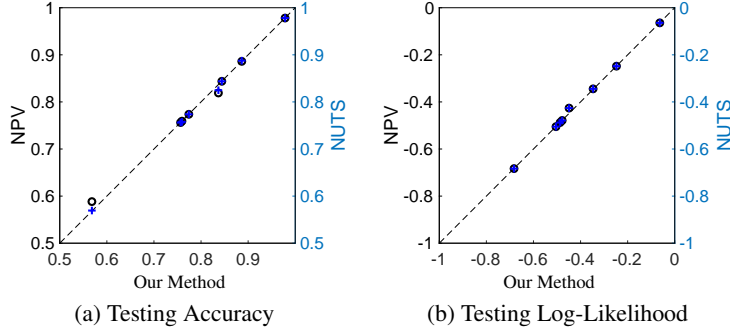 1
0.9
0.8
0.7
0.6
0.5
NPV
1
0.9
0.8
0.7
0.6
0.5
NUTS
0.5 0.6 0.7 0.8 0.9
Our Method
(a) Testing Accuracy
0
-0.2
-0.4
-0.6
-0.8
-1
NPV
0
-0.2
-0.4
-0.6
-0.8
-1
NUTS
-1 -0.8 -0.6 -0.4 -0.2 0
Our Method
(b) Testing Log-Likelihood